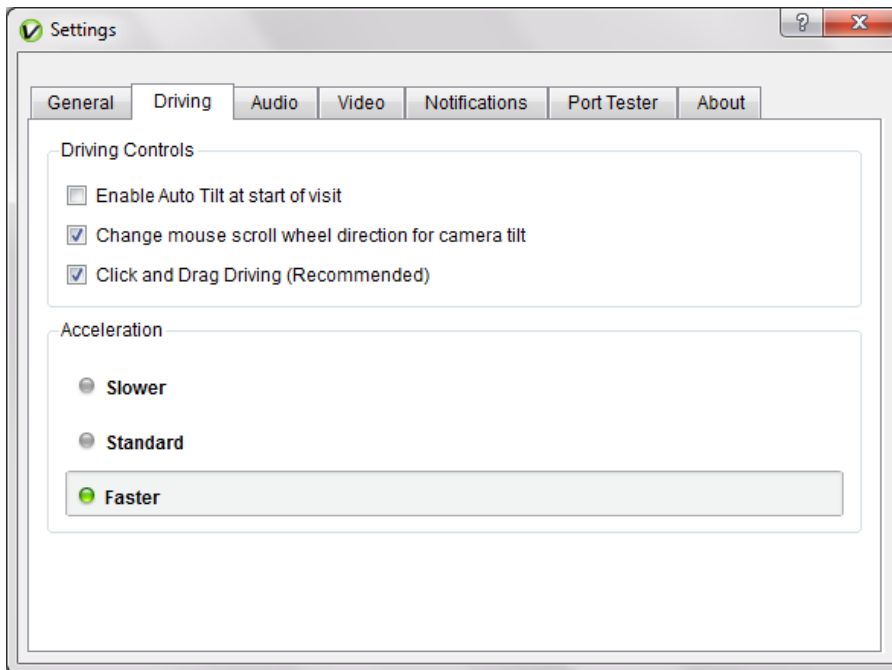 Settings
General Driving Audio Video Notifications Port Tester About
Driving Controls
Enable Auto Tilt at start of visit
Change mouse scroll wheel direction for camera tilt
Click and Drag Driving (Recommended)
Acceleration
Slower
Standard
Faster